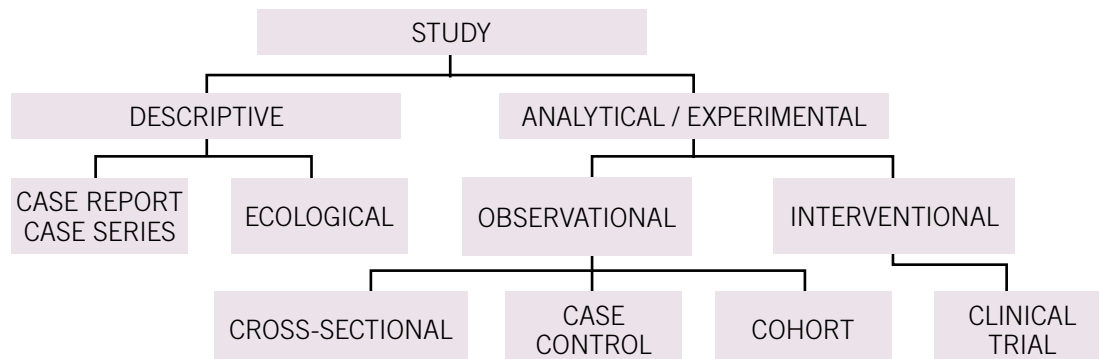 STUDY
DESCRIPTIVE
ANALYTICAL / EXPERIMENTAL
CASE REPORT
CASE SERIES
ECOLOGICAL
OBSERVATIONAL
INTERVENTIONAL
CROSS-SECTIONAL
CASE
CONTROL
COHORT
CLINICAL
TRIAL